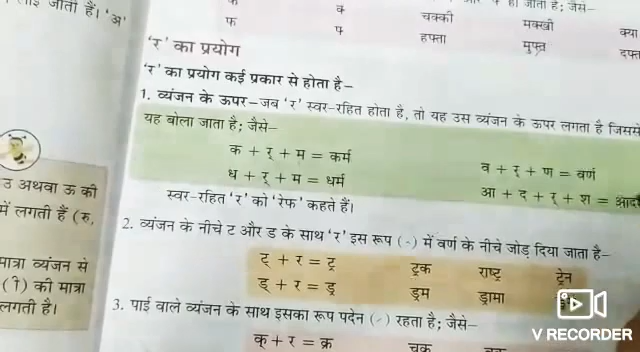 जाती हैं। 'अ'
फ
चक्की
मक्खी
क्या
हफ्ता
मुफ्त
दफ्त
'र' का प्रयोग
'र' का प्रयोग कई प्रकार से होता है–
1. व्यंजन के ऊपर–जब 'र' स्वर-रहित होता है, तो यह उस व्यंजन के ऊपर लगता है जिससे
यह बोला जाता है; जैसे–
क + र् + म = कर्म
व + र् + ण = वर्ण
ध + र् + म = धर्म
आ + द + र् + श = आदर्
स्वर-रहित 'र' को 'रेफ' कहते हैं।
2. व्यंजन के नीचे ट और ड के साथ 'र' इस रूप (्र) में वर्ण के नीचे जोड़ दिया जाता है–
ट् + र = ट्र
ट्रक
राष्ट्र
ट्रेन
ड् + र = ड्र
ड्रम
ड्रामा
3. पाई वाले व्यंजन के साथ इसका रूप पदेन (्र) रहता है; जैसे–
क् + र = क्र
चक्र
उ अथवा ऊ की
में लगती हैं (रु,
मात्रा व्यंजन से
(ी) की मात्रा
लगती है।
V RECORDER